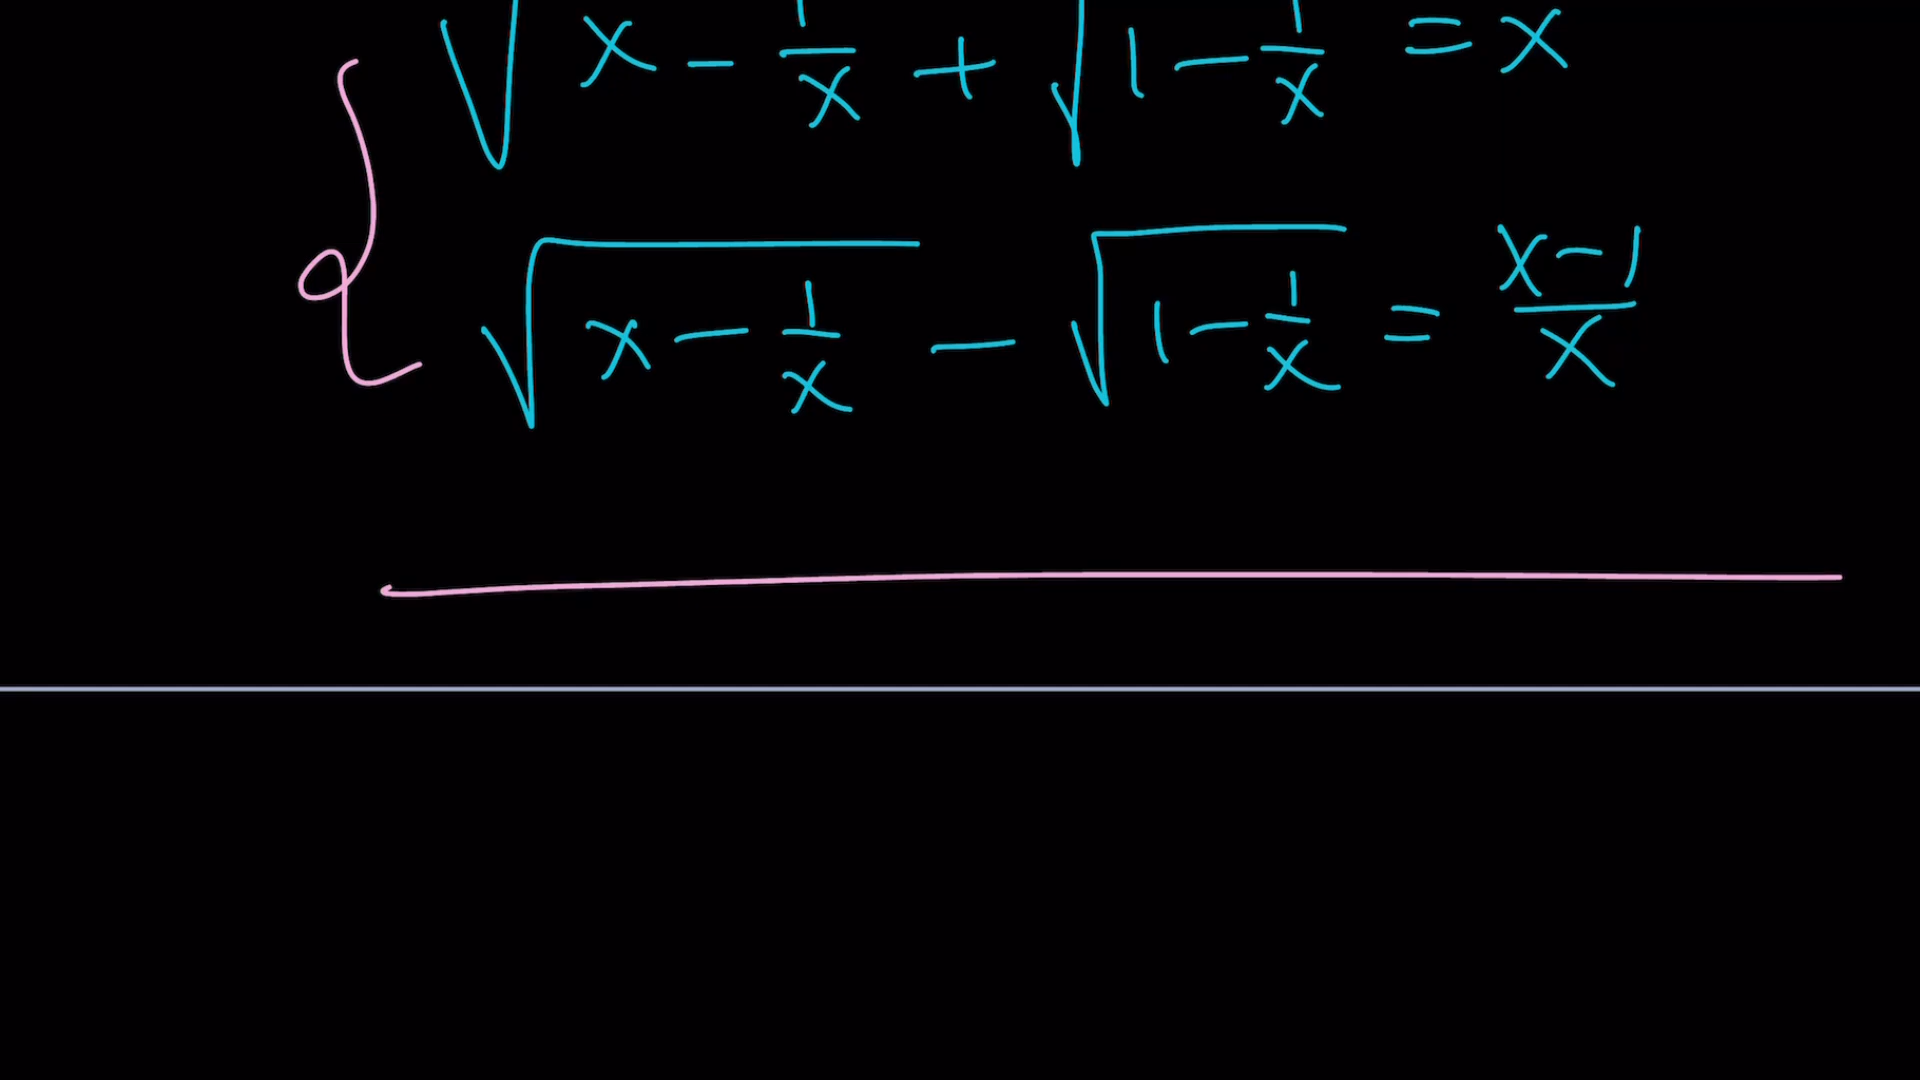 √x - 1/x + √1 - 1/x = x
√(x - 1/x) - √(1 - 1/x) = (x-1)/x